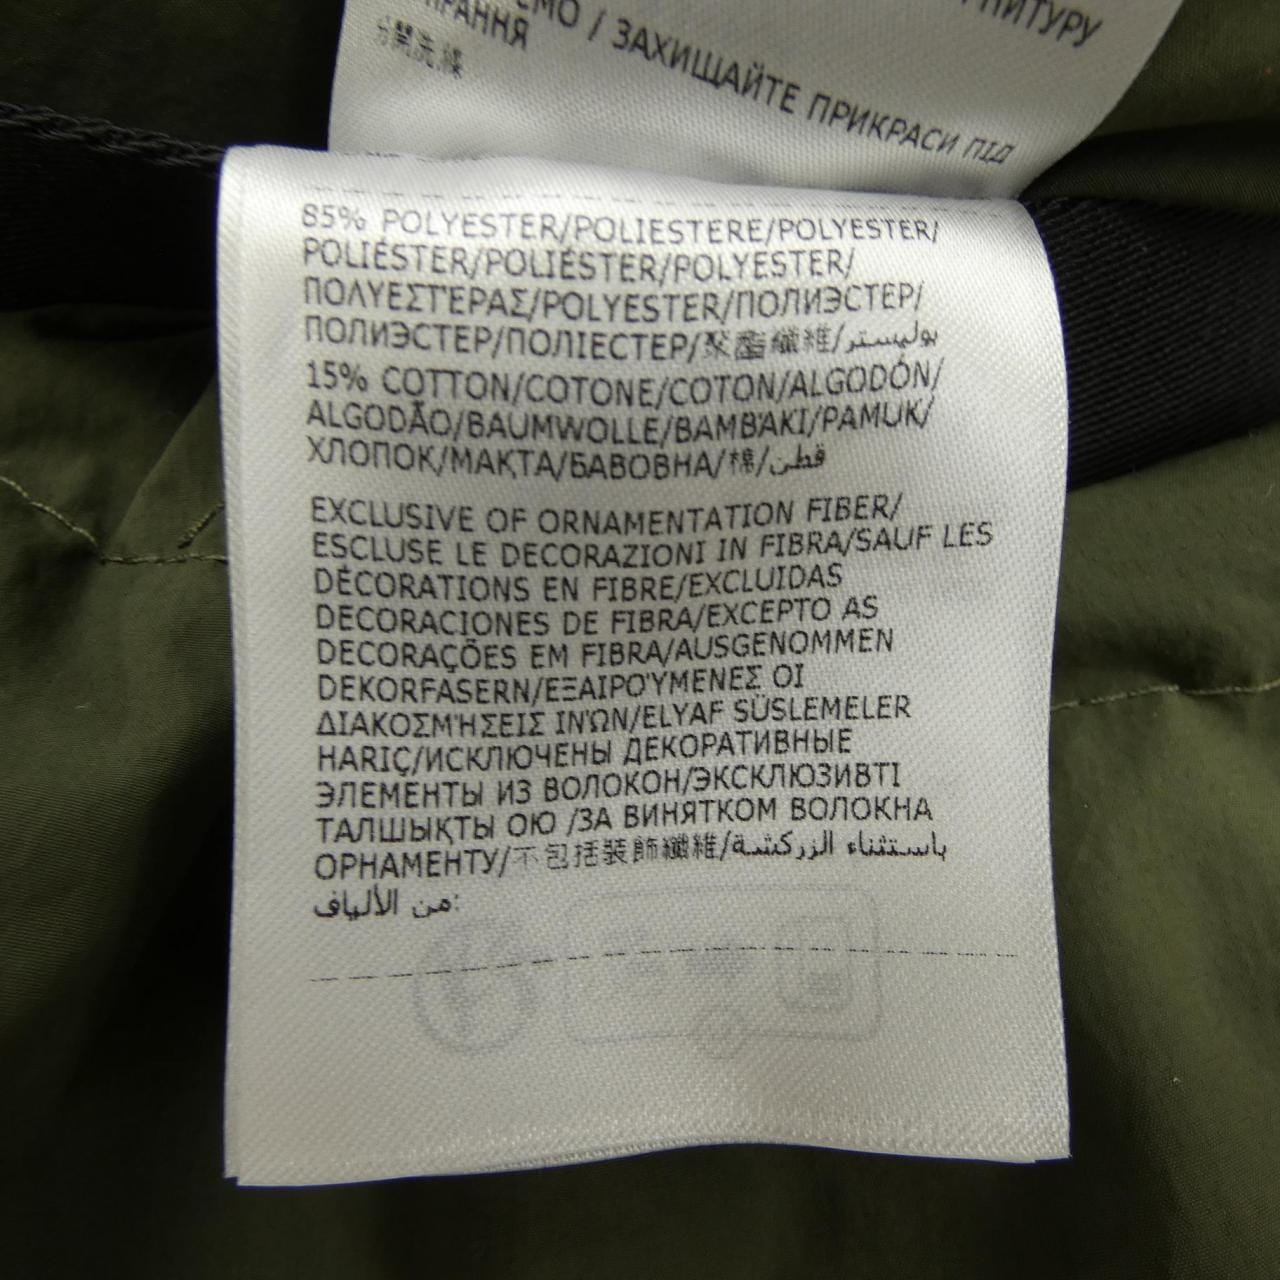 ЗАХИЩАЙТЕ ПРИКРАСИ ПІД
85% POLYESTER/POLIESTERE/POLYESTER/
POLIÉSTER/POLIÉSTER/POLYESTER/
ΠΟΛΥΕΣΤΈΡΑΣ/POLYESTER/ПОЛИЭСТЕР/
ПОЛИЭСТЕР/ПОЛІЕСТЕР/聚酯纖維/بوليستر
15% COTTON/COTONE/COTON/ALGODÓN/
ALGODÃO/BAUMWOLLE/ΒΑΜΒΆΚΙ/PAMUK/
ХЛОПОК/МАҚТА/БАВОВНА/棉/قطن
EXCLUSIVE OF ORNAMENTATION FIBER/
ESCLUSE LE DECORAZIONI IN FIBRA/SAUF LES
DÉCORATIONS EN FIBRE/EXCLUIDAS
DECORACIONES DE FIBRA/EXCEPTO AS
DECORAÇÕES EM FIBRA/AUSGENOMMEN
DEKORFASERN/ΕΞΑΙΡΟΎΜΕΝΕΣ ΟΙ
ΔΙΑΚΟΣΜΉΣΕΙΣ ΙΝΏΝ/ELYAF SÜSLEMELER
HARIÇ/ИСКЛЮЧЕНЫ ДЕКОРАТИВНЫЕ
ЭЛЕМЕНТЫ ИЗ ВОЛОКОН/ЭКСКЛЮЗИВТІ
ТАЛШЫҚТЫ ОЮ /ЗА ВИНЯТКОМ ВОЛОКНА
ОРНАМЕНТУ/不包括裝飾纖維/باستثناء الزركشة
من الألياف: